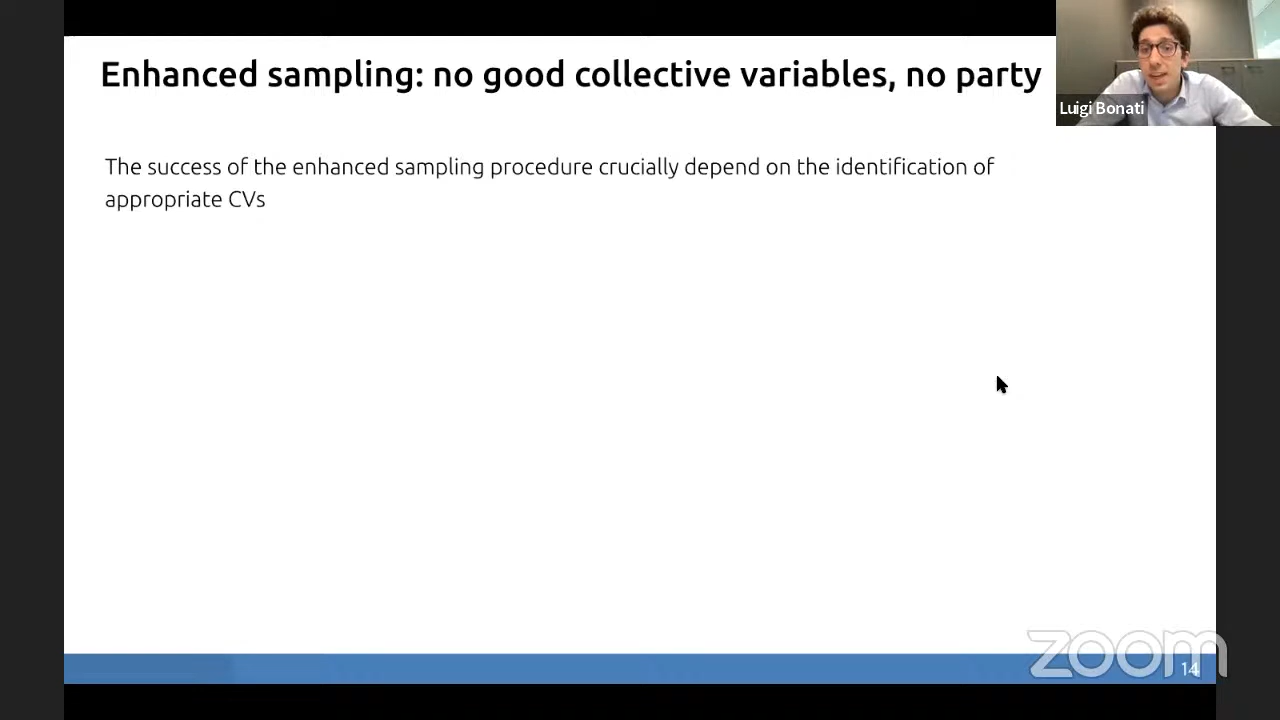 Enhanced sampling: no good collective variables, no party
Luigi Bonati
The success of the enhanced sampling procedure crucially depend on the identification of
appropriate CVs
zoom
14